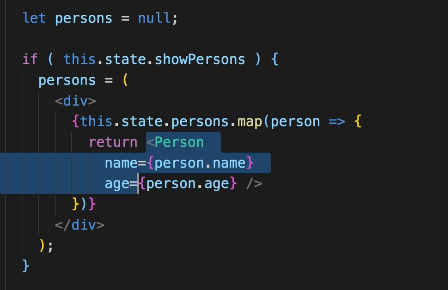 let persons = null;
if ( this.state.showPersons ) {
persons = (
<div>
{this.state.persons.map(person => {
return <Person
name={person.name}
age={person.age} />
})}
</div>
);
}